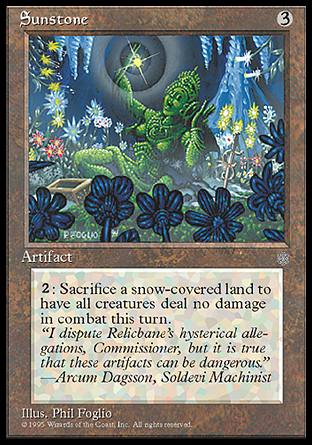 Sunstone 3
P. FOGLIO
Artifact
2: Sacrifice a snow-covered land to
have all creatures deal no damage
in combat this turn.
"I dispute Relicbane's hysterical alle-
gations, Commissioner, but it is true
that these artifacts can be dangerous."
—Arcum Dagsson, Soldevi Machinist
Illus. Phil Foglio
©1995 Wizards of the Coast, Inc. All rights reserved.